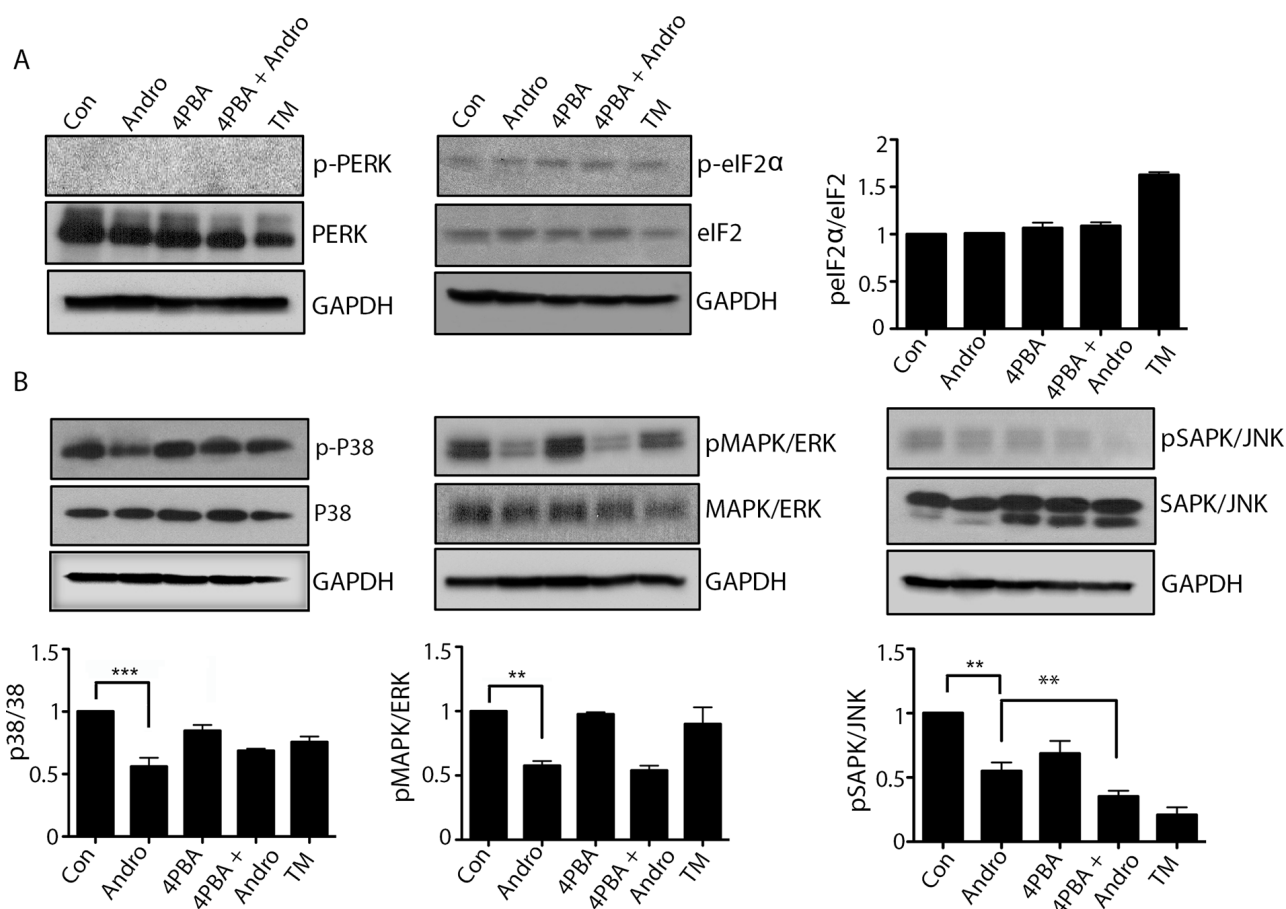 A
Con
Andro
4PBA
4PBA + Andro
TM
p-PERK
PERK
GAPDH
Con
Andro
4PBA
4PBA + Andro
TM
p-eIF2α
eIF2
GAPDH
peIF2α/eIF2
2
1.5
1
0.5
0
Con
Andro
4PBA
4PBA +
Andro
TM
B
p-P38
P38
GAPDH
pMAPK/ERK
MAPK/ERK
GAPDH
pSAPK/JNK
SAPK/JNK
GAPDH
p38/38
1.5
1
0.5
0
***
Con
Andro
4PBA
4PBA +
Andro
TM
pMAPK/ERK
1.5
1
0.5
0
**
Con
Andro
4PBA
4PBA +
Andro
TM
pSAPK/JNK
1.5
1
0.5
0
**
**
Con
Andro
4PBA
4PBA +
Andro
TM